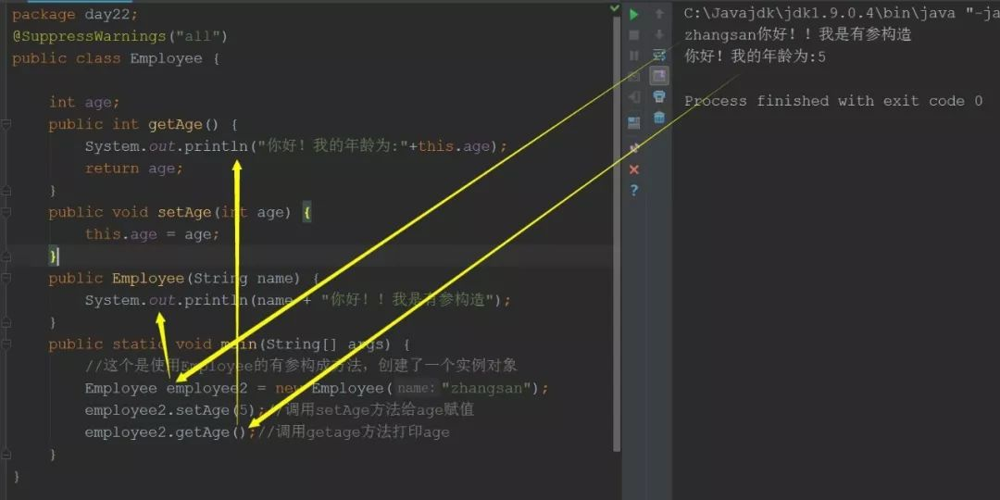 package day22;
@SuppressWarnings("all")
public class Employee {
int age;
public int getAge() {
System.out.println("你好！我的年龄为:"+this.age);
return age;
}
public void setAge(int age) {
this.age = age;
}
public Employee(String name) {
System.out.println(name + "你好！！我是有参构造");
}
public static void main(String[] args) {
//这个是使用Employee的有参构成方法，创建了一个实例对象
Employee employee2 = new Employee( name: "zhangsan");
employee2.setAge(5);//调用setAge方法给age赋值
employee2.getAge();//调用getage方法打印age
}
}
C:\Javajdk\jdk1.9.0.4\bin\java "-ja
zhangsan你好！！我是有参构造
你好！我的年龄为:5
Process finished with exit code 0